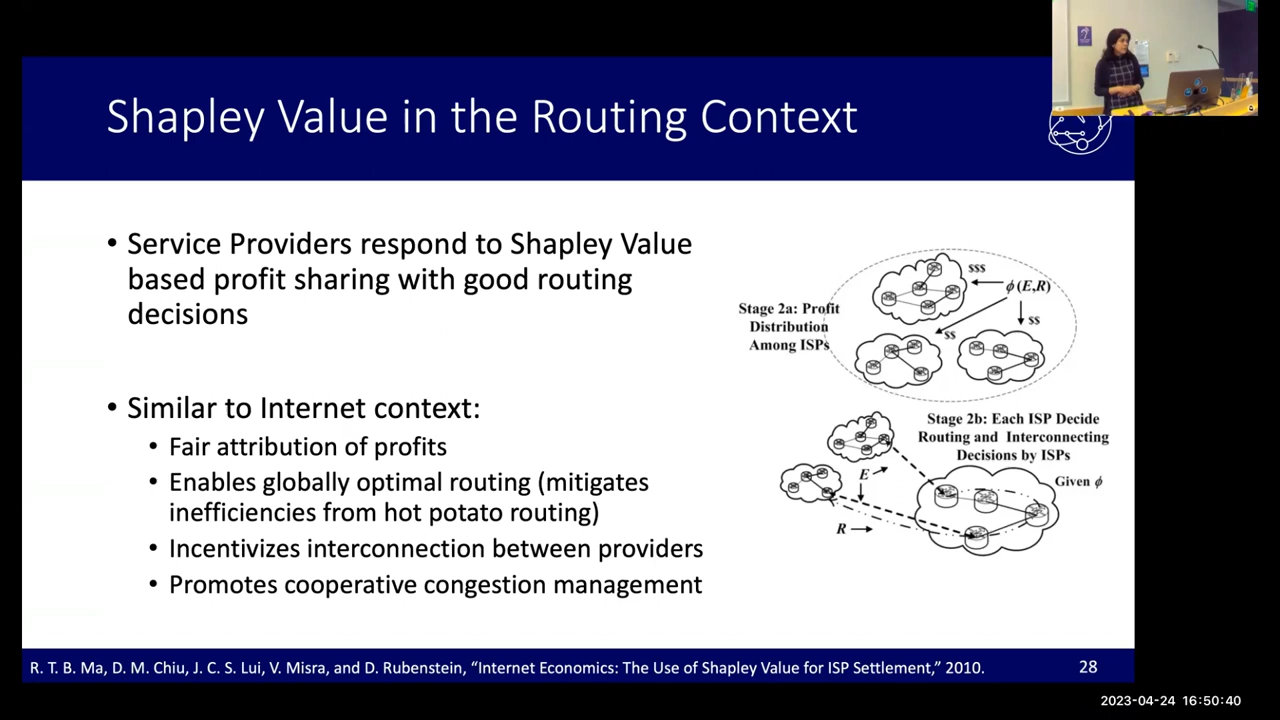 Shapley Value in the Routing Context
• Service Providers respond to Shapley Value
based profit sharing with good routing
decisions
• Similar to Internet context:
• Fair attribution of profits
• Enables globally optimal routing (mitigates
inefficiencies from hot potato routing)
• Incentivizes interconnection between providers
• Promotes cooperative congestion management
$$$
ϕ(E,R)
Stage 2a: Profit
Distribution
Among ISPs
$$
$$
Stage 2b: Each ISP Decide
Routing and Interconnecting
Decisions by ISPs
E
Given ϕ
R
R. T. B. Ma, D. M. Chiu, J. C. S. Lui, V. Misra, and D. Rubenstein, “Internet Economics: The Use of Shapley Value for ISP Settlement,” 2010.
28
2023-04-24 16:50:40